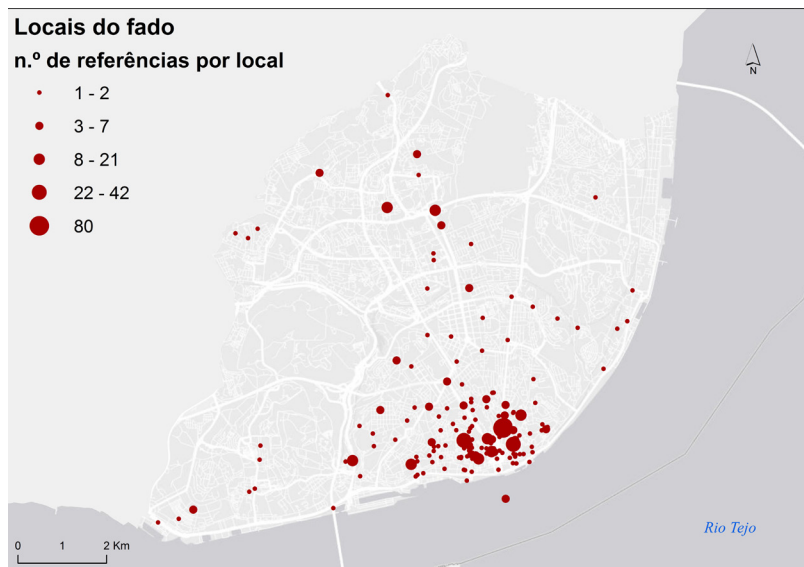 Locais do fado
n.º de referências por local
1 - 2
3 - 7
8 - 21
22 - 42
80
N
Rio Tejo
0 1 2 Km